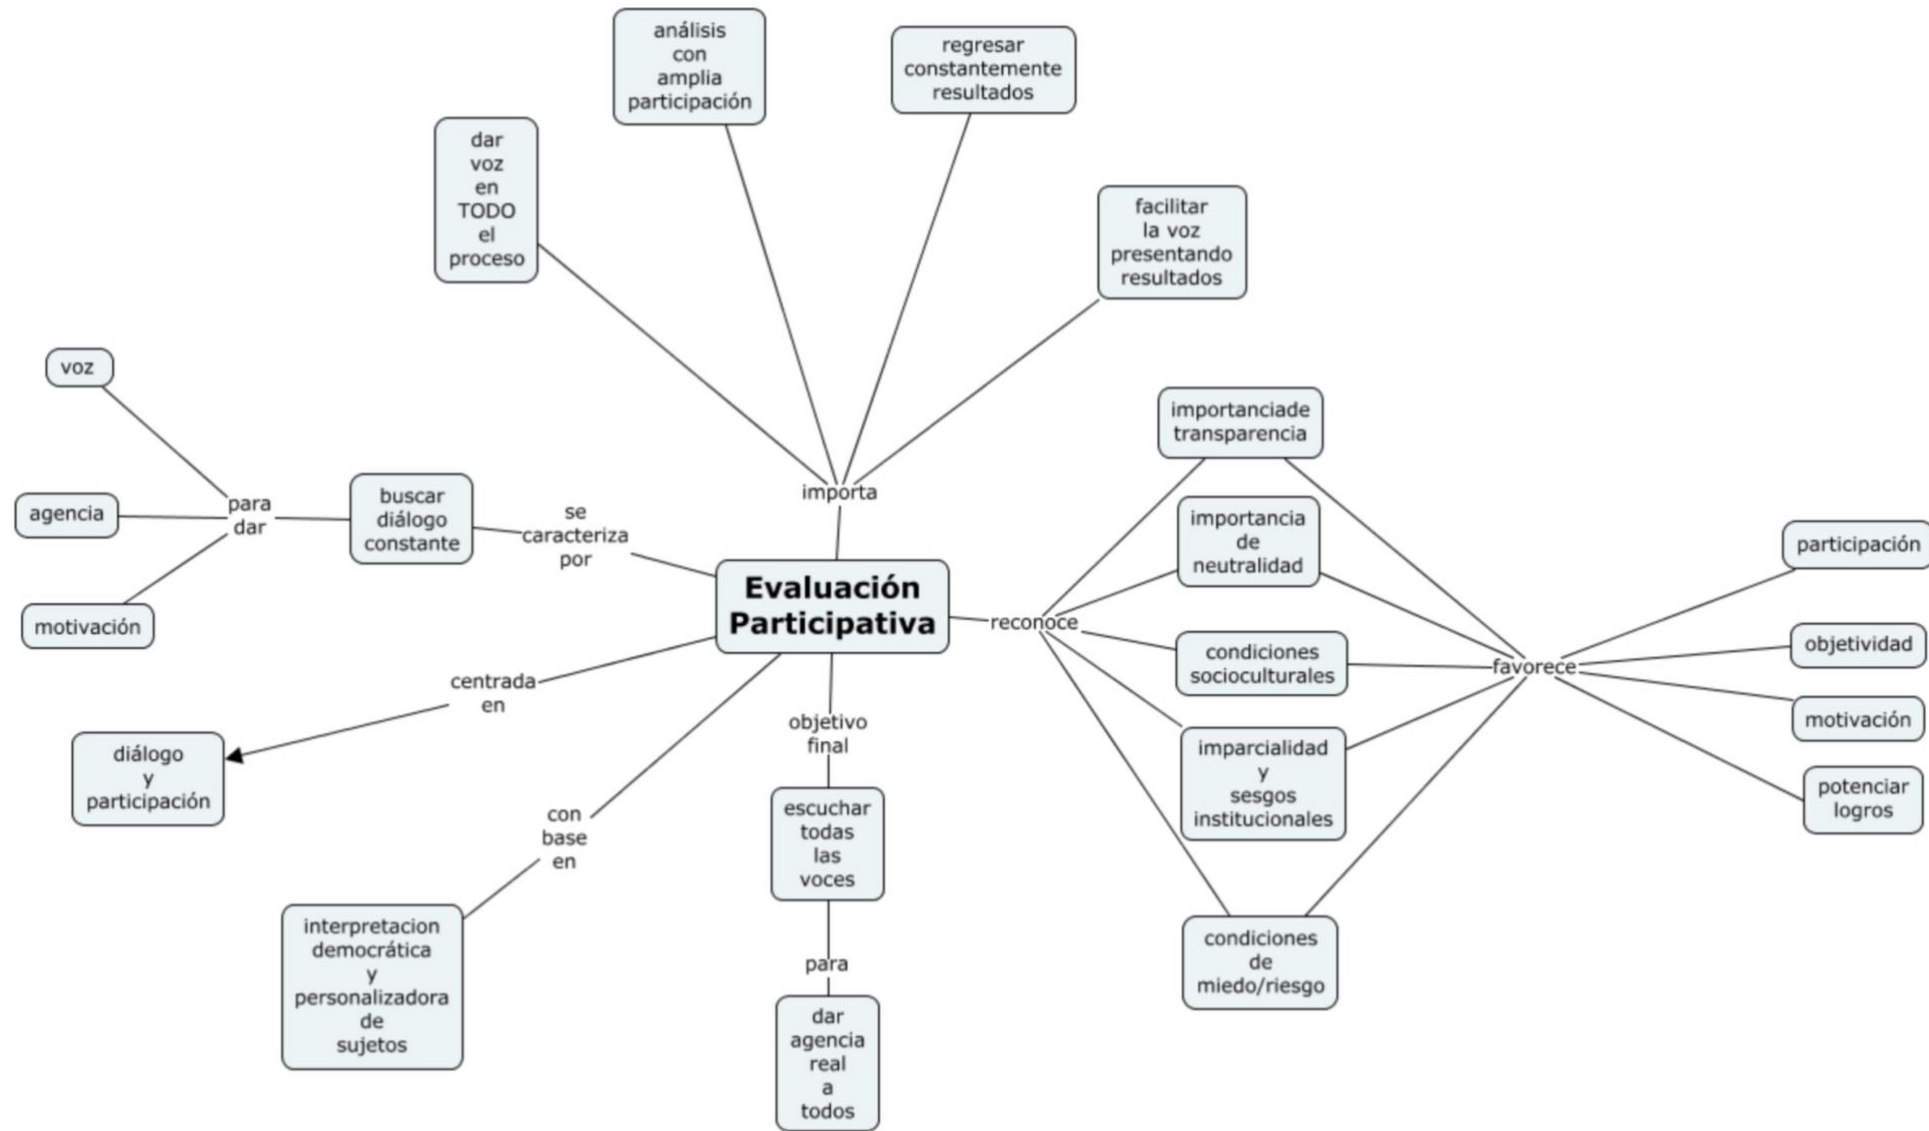 análisis
con
amplia
participación
regresar
constantemente
resultados
dar
voz
en
TODO
el
proceso
facilitar
la voz
presentando
resultados
voz
agencia
motivación
para
dar
buscar
diálogo
constante
se
caracteriza
por
importa
Evaluación
Participativa
reconoce
importanciade
transparencia
importancia
de
neutralidad
condiciones
socioculturales
imparcialidad
y
sesgos
institucionales
condiciones
de
miedo/riesgo
favorece
participación
objetividad
motivación
potenciar
logros
centrada
en
diálogo
y
participación
con
base
en
interpretacion
democrática
y
personalizadora
de
sujetos
objetivo
final
escuchar
todas
las
voces
para
dar
agencia
real
a
todos